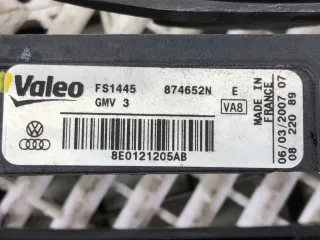 Valeo FS1445 874652N E
GMV 3 VA8
8E0121205AB
MADE IN
FRANCE
06/03/2007 07
08 220 89